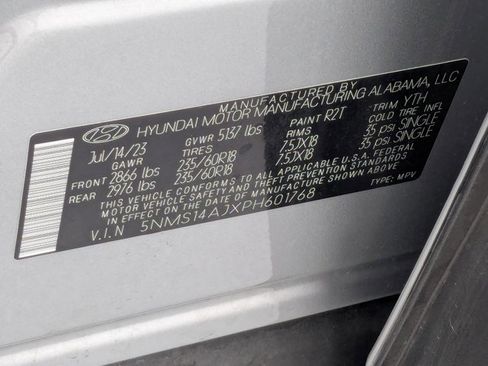 MANUFACTURED BY
HYUNDAI MOTOR MANUFACTURING ALABAMA, LLC
Jul/14/23 GVWR 5137 lbs PAINT R2T TRIM YTH
GAWR TIRES RIMS COLD TIRE INFL
FRONT 2866 lbs 235/60R18 7.5JX18 35 psi SINGLE
REAR 2976 lbs 235/60R18 7.5JX18 35 psi SINGLE
THIS VEHICLE CONFORMS TO ALL APPLICABLE U.S.A. FEDERAL
MOTOR VEHICLE SAFETY AND THEFT PREVENTION STANDARDS
IN EFFECT ON THE DATE OF MANUFACTURE SHOWN ABOVE.
V.I.N 5NMS14AJXPH601768 TYPE: MPV